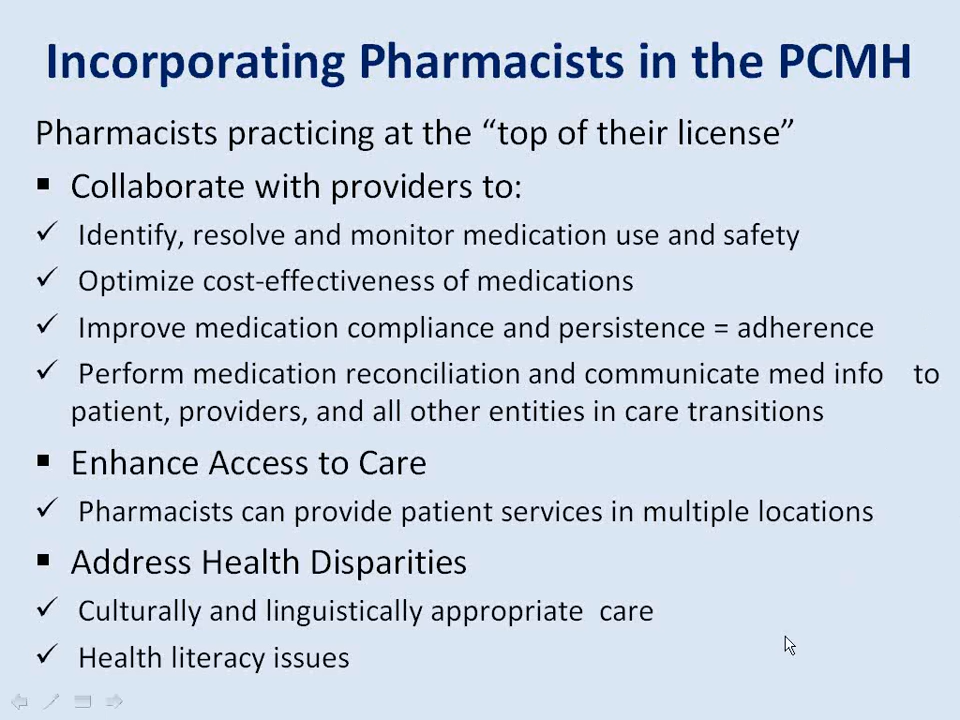 Incorporating Pharmacists in the PCMH
Pharmacists practicing at the “top of their license”
▪ Collaborate with providers to:
✓ Identify, resolve and monitor medication use and safety
✓ Optimize cost-effectiveness of medications
✓ Improve medication compliance and persistence = adherence
✓ Perform medication reconciliation and communicate med info to
patient, providers, and all other entities in care transitions
▪ Enhance Access to Care
✓ Pharmacists can provide patient services in multiple locations
▪ Address Health Disparities
✓ Culturally and linguistically appropriate care
✓ Health literacy issues